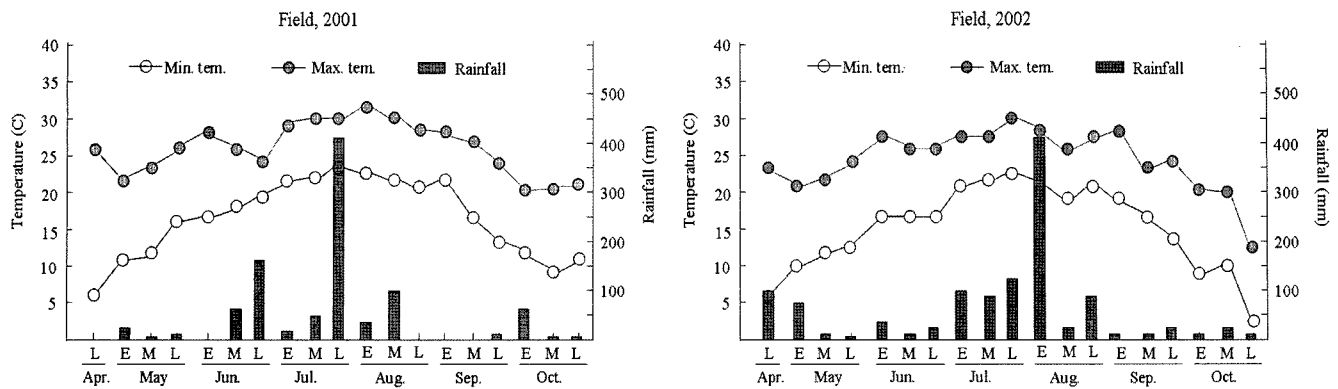 Field, 2001
40
35
30
25
20
15
10
5
Temperature (C)
Min. tem.
Max. tem.
Rainfall
500
400
300
200
100
Rainfall (mm)
L E M L E M L E M L E M L E M L E M L
Apr. May Jun. Jul. Aug. Sep. Oct.
Field, 2002
40
35
30
25
20
15
10
5
Temperature (C)
Min. tem.
Max. tem.
Rainfall
500
400
300
200
100
Rainfall (mm)
L E M L E M L E M L E M L E M L E M L
Apr. May Jun. Jul. Aug. Sep. Oct.